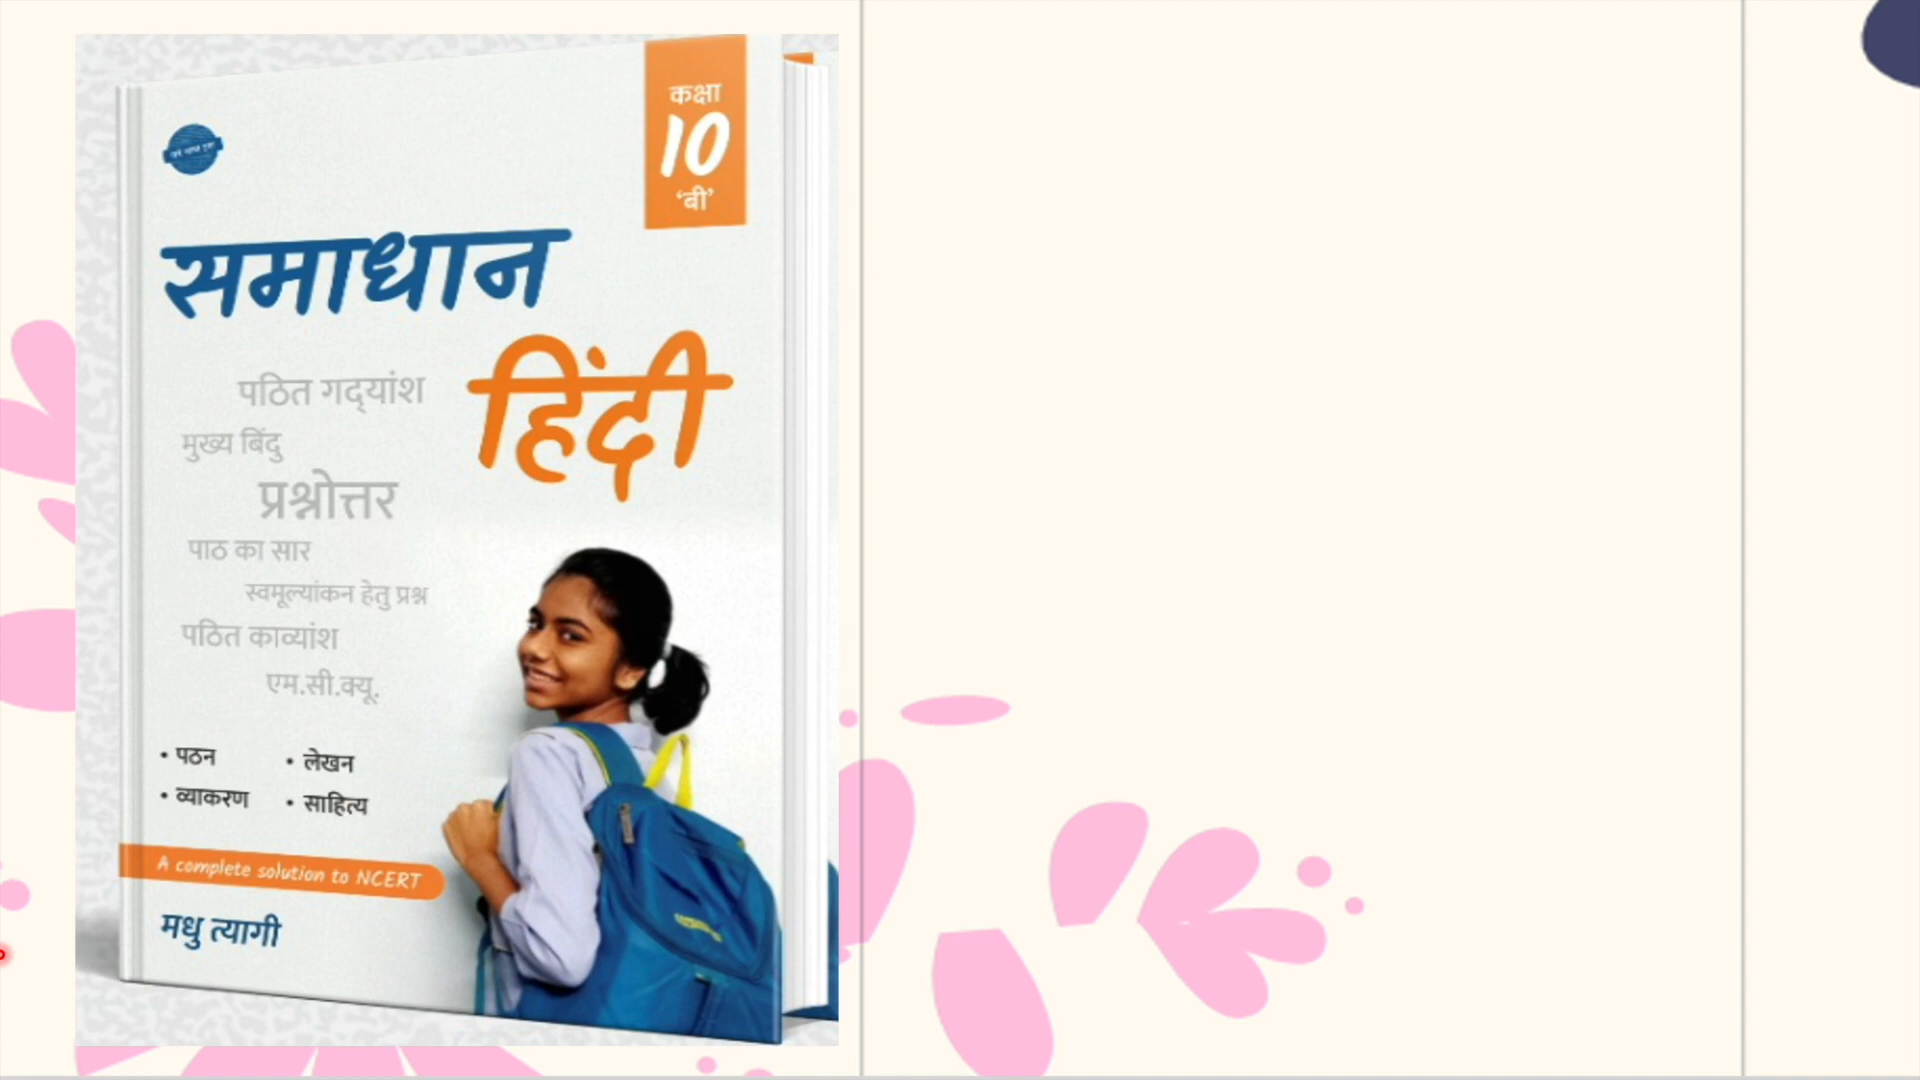 कक्षा
10
‘बी’
समाधान
हिंदी
पठित गद्‌यांश
मुख्य बिंदु
प्रश्नोत्तर
पाठ का सार
स्वमूल्यांकन हेतु प्रश्न
पठित काव्यांश
एम.सी.क्यू.
• पठन • लेखन
• व्याकरण • साहित्य
A complete solution to NCERT
मधु त्यागी